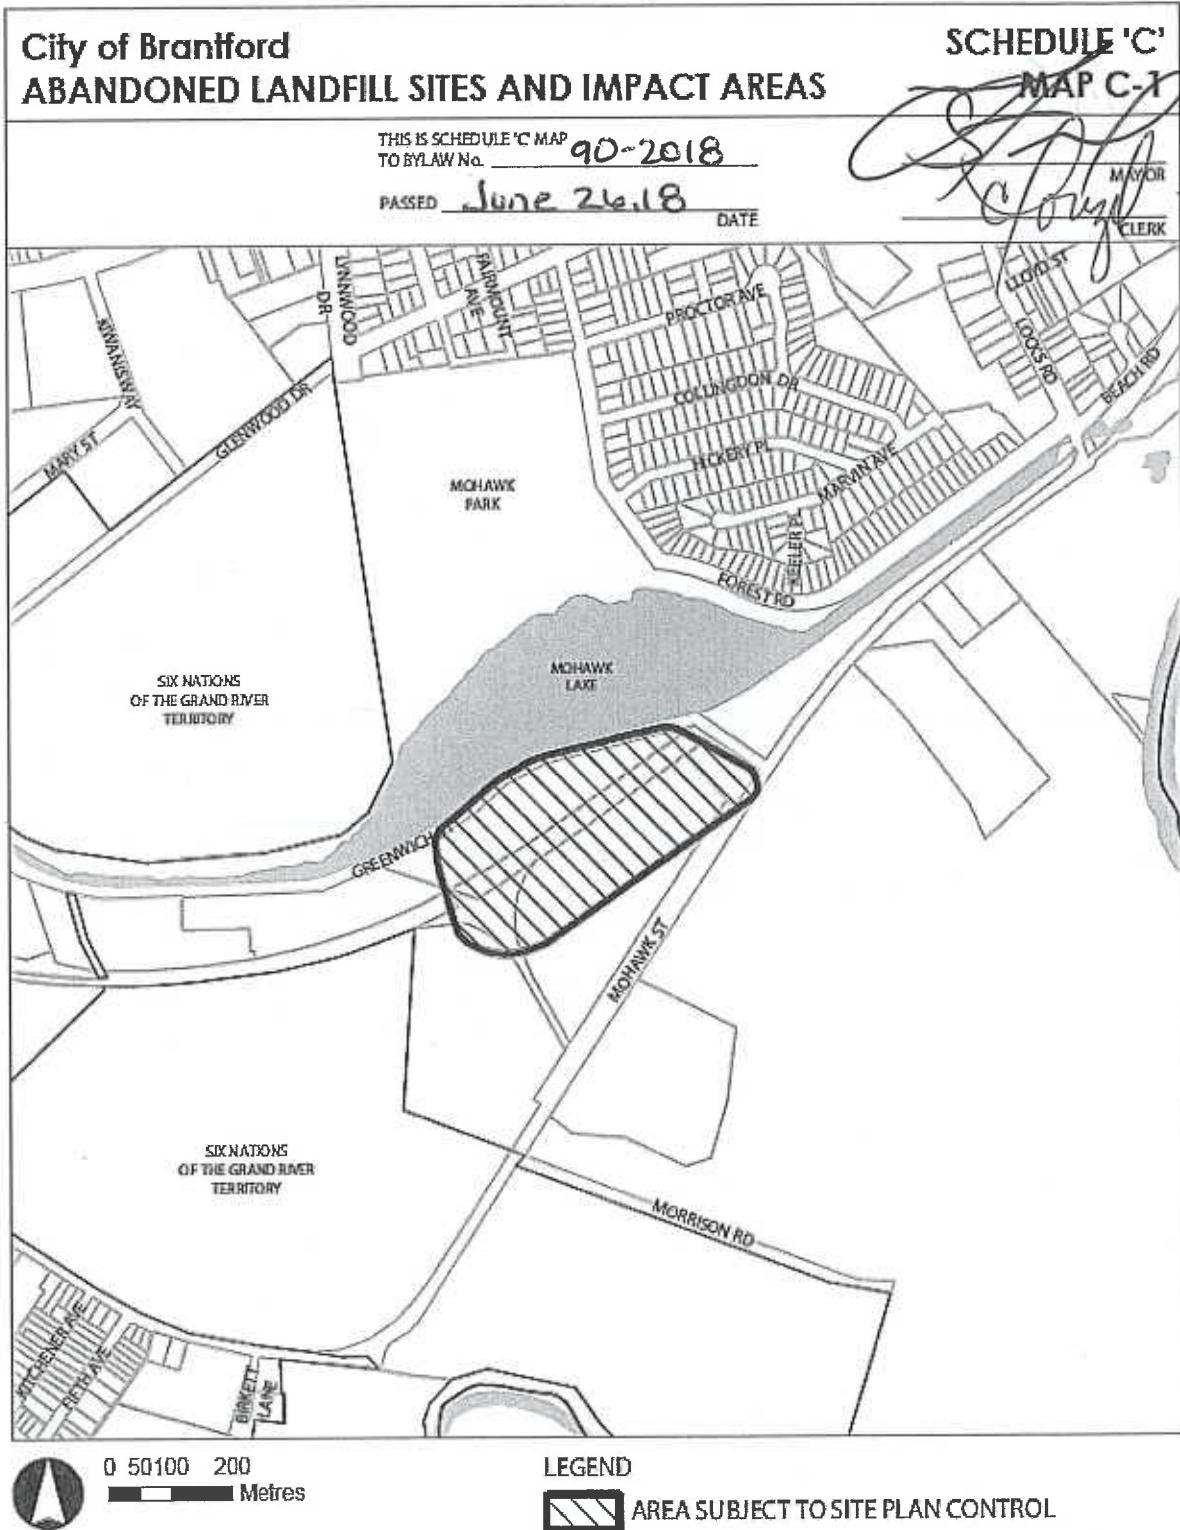 City of Brantford
ABANDONED LANDFILL SITES AND IMPACT AREAS
SCHEDULE 'C'
MAP C-1
THIS IS SCHEDULE 'C' MAP
TO BYLAW No. 90-2018
PASSED June 26.18
DATE
MAYOR
CLERK
LYNNWOOD
DR
FAIRMOUNT
AVE
PROCTOR AVE
LLOYD ST
LOCKS RD
BEACH RD
KIWANIS WAY
GLENWOOD DR
MARY ST
COLLINGDON DR
HICKERY PL
MARVIN AVE
KEELER PL
FOREST RD
MOHAWK
PARK
MOHAWK
LAKE
SIX NATIONS
OF THE GRAND RIVER
TERRITORY
GREENWICH
MOHAWK ST
SIX NATIONS
OF THE GRAND RIVER
TERRITORY
MORRISON RD
KITCHENER AVE
FIFTH AVE
BIRKETT
LANE
0 50100 200
Metres
LEGEND
AREA SUBJECT TO SITE PLAN CONTROL